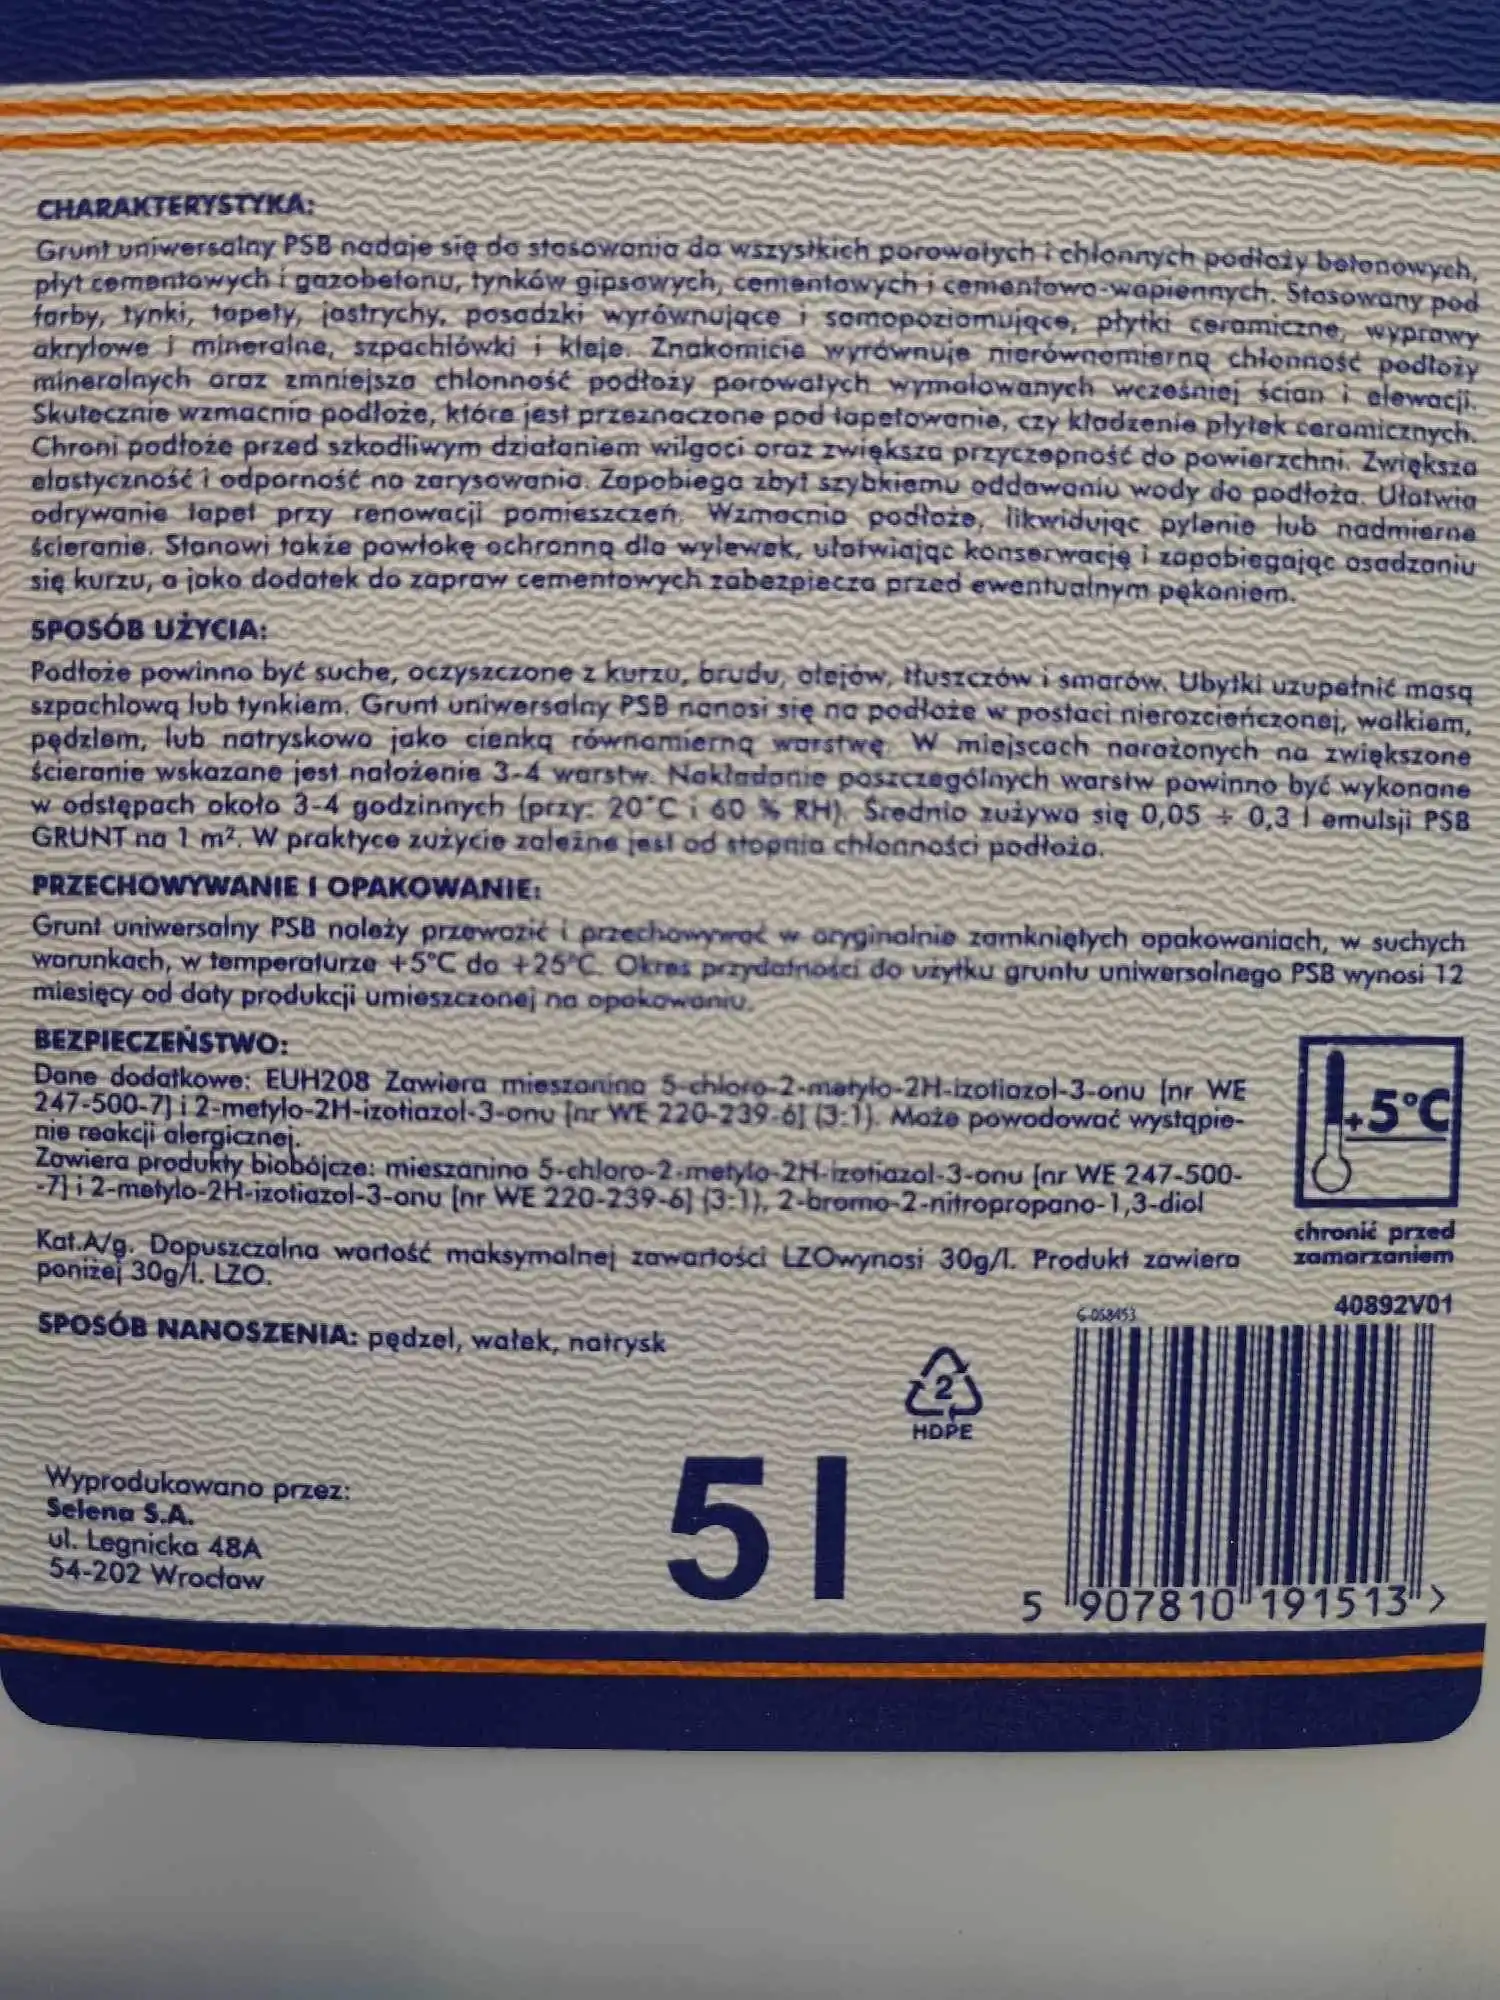 CHARAKTERYSTYKA:
Grunt uniwersalny PSB nadaje się do stosowania do wszystkich porowatych i chłonnych podłoży betonowych,
płyt cementowych i gazobetonu, tynków gipsowych, cementowych i cementowo-wapiennych. Stosowany pod
farby, tynki, tapety, jastrychy, posadzki wyrównujące i samopoziomujące, płytki ceramiczne, wyprawy
akrylowe i mineralne, szpachlówki i kleje. Znakomicie wyrównuje nierównomierną chłonność podłoży
mineralnych oraz zmniejsza chłonność podłoży porowatych wymalowanych wcześniej ścian i elewacji.
Skutecznie wzmacnia podłoże, które jest przeznaczone pod tapetowanie, czy kładzenie płytek ceramicznych.
Chroni podłoże przed szkodliwym działaniem wilgoci oraz zwiększa przyczepność do powierzchni. Zwiększa
elastyczność i odporność na zarysowania. Zapobiega zbyt szybkiemu oddawaniu wody do podłoża. Ułatwia
odrywanie tapet przy renowacji pomieszczeń. Wzmacnia podłoże, likwidując pylenie lub nadmierne
ścieranie. Stanowi także powłokę ochronną dla wylewek, ułatwiając konserwację i zapobiegając osadzaniu
się kurzu, a jako dodatek do zapraw cementowych zabezpiecza przed ewentualnym pękaniem.
SPOSÓB UŻYCIA:
Podłoże powinno być suche, oczyszczone z kurzu, brudu, olejów, tłuszczów i smarów. Ubytki uzupełnić masą
szpachlową lub tynkiem. Grunt uniwersalny PSB nanosi się na podłoże w postaci nierozcieńczonej, wałkiem,
pędzlem, lub natryskowo jako cienką równomierną warstwę. W miejscach narażonych na zwiększone
ścieranie wskazane jest nałożenie 3-4 warstw. Nakładanie poszczególnych warstw powinno być wykonane
w odstępach około 3-4 godzinnych (przy: 20°C i 60 % RH). Średnio zużywa się 0,05 ÷ 0,3 l emulsji PSB
GRUNT na 1 m². W praktyce zużycie zależne jest od stopnia chłonności podłoża.
PRZECHOWYWANIE I OPAKOWANIE:
Grunt uniwersalny PSB należy przewozić i przechowywać w oryginalnie zamkniętych opakowaniach, w suchych
warunkach, w temperaturze +5°C do +25°C. Okres przydatności do użytku gruntu uniwersalnego PSB wynosi 12
miesięcy od daty produkcji umieszczonej na opakowaniu.
BEZPIECZEŃSTWO:
Dane dodatkowe: EUH208 Zawiera mieszanina 5-chloro-2-metylo-2H-izotiazol-3-onu [nr WE
247-500-7] i 2-metylo-2H-izotiazol-3-onu [nr WE 220-239-6] (3:1). Może powodować wystąpie-
nie reakcji alergicznej.
Zawiera produkty biobójcze: mieszanina 5-chloro-2-metylo-2H-izotiazol-3-onu [nr WE 247-500-
-7] i 2-metylo-2H-izotiazol-3-onu [nr WE 220-239-6] (3:1), 2-bromo-2-nitropropano-1,3-diol
+5°C
chronić przed
zamarzaniem
Kat.A/g. Dopuszczalna wartość maksymalnej zawartości LZOwynosi 30g/l. Produkt zawiera
poniżej 30g/l. LZO.
SPOSÓB NANOSZENIA: pędzel, wałek, natrysk
40892V01
G-058453
2
HDPE
Wyprodukowano przez:
Selena S.A.
ul. Legnicka 48A
54-202 Wrocław
5 l
5 907810 191513 >